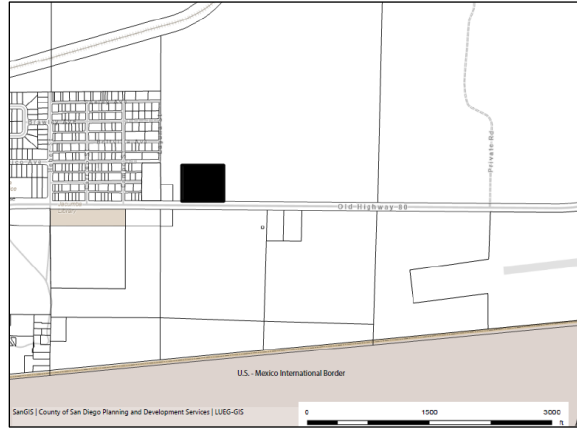 Private Rd
Old Highway 80
U.S. - Mexico International Border
SanGIS | County of San Diego Planning and Development Services | LUEG-GIS
0 1500 3000
ft